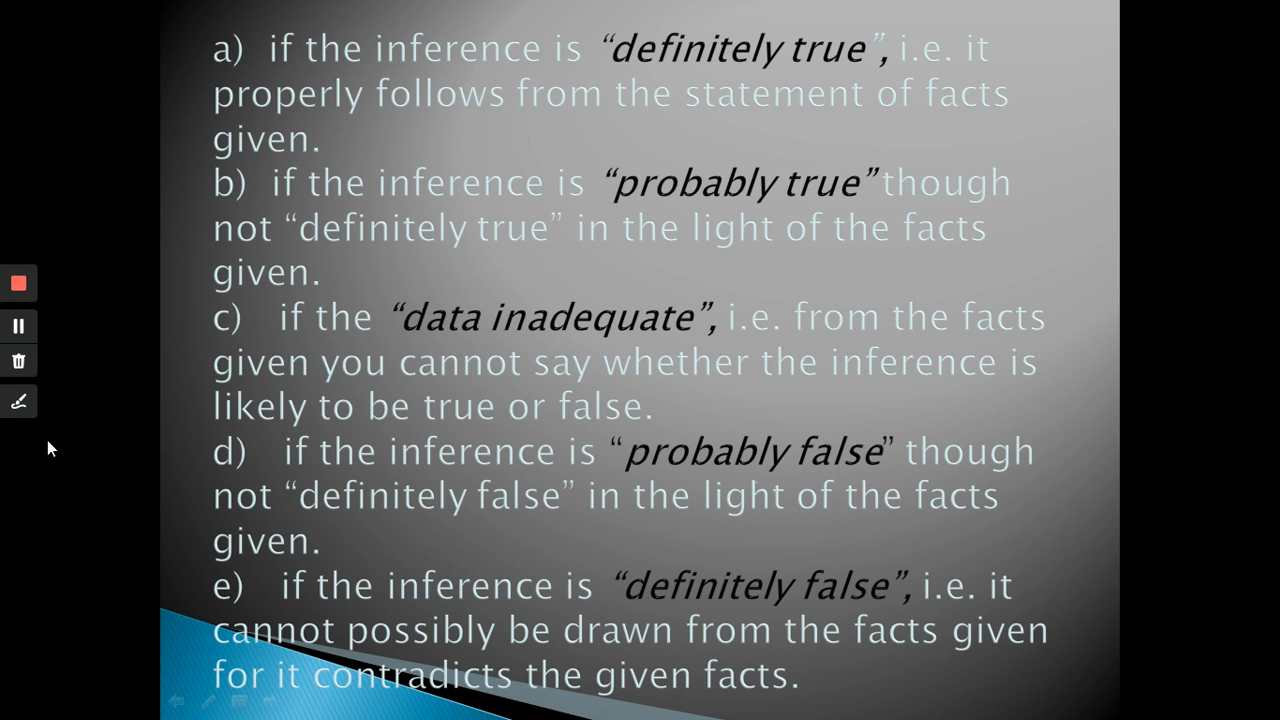 a)  if the inference is “definitely true”, i.e. it
properly follows from the statement of facts
given.
b)  if the inference is “probably true” though
not “definitely true” in the light of the facts
given.
c)  if the “data inadequate”, i.e. from the facts
given you cannot say whether the inference is
likely to be true or false.
d)  if the inference is “probably false” though
not “definitely false” in the light of the facts
given.
e)  if the inference is “definitely false”, i.e. it
cannot possibly be drawn from the facts given
for it contradicts the given facts.